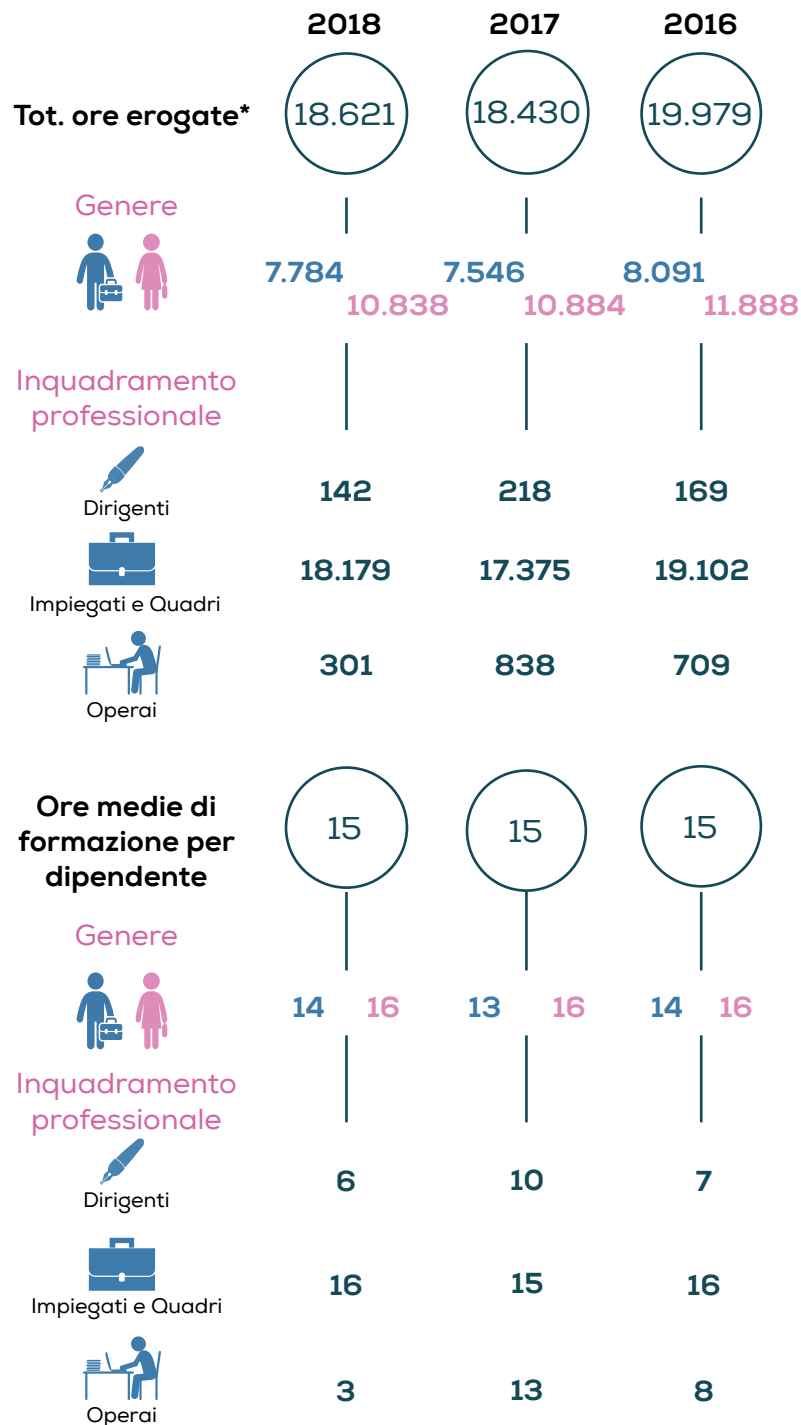 2018 2017 2016
Tot. ore erogate* 18.621 18.430 19.979
Genere
7.784 7.546 8.091
10.838 10.884 11.888
Inquadramento
professionale
142 218 169
Dirigenti
18.179 17.375 19.102
Impiegati e Quadri
301 838 709
Operai
Ore medie di
formazione per
dipendente
15 15 15
Genere
14 16 13 16 14 16
Inquadramento
professionale
6 10 7
Dirigenti
16 15 16
Impiegati e Quadri
3 13 8
Operai